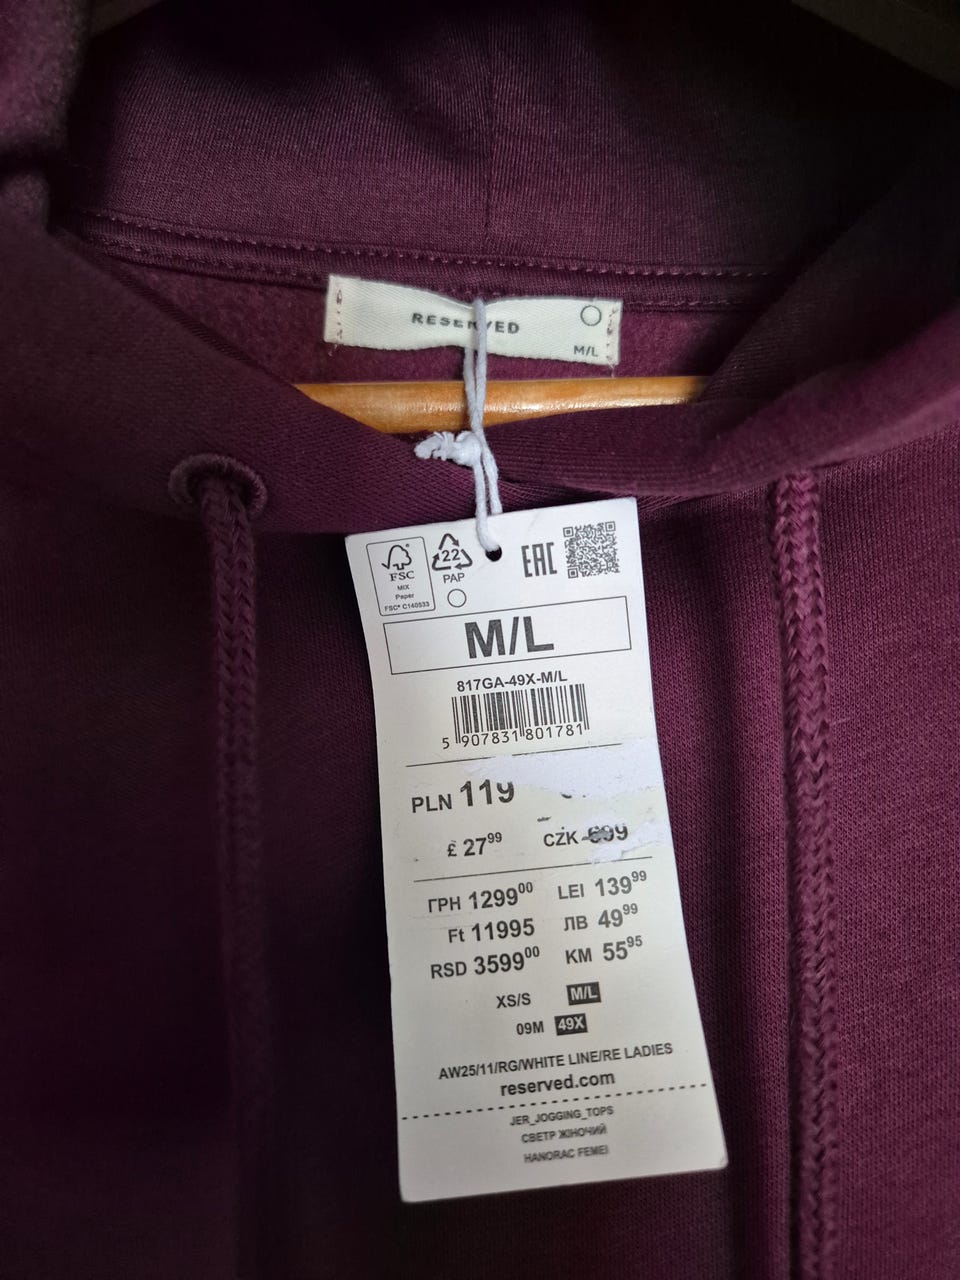 RESERVED
M/L
FSC
MIX
Paper
FSC® C140533
22
PAP
EAC
M/L
817GA-49X-M/L
5 907831 801781
PLN 119
£ 27⁹⁹ CZK
ГРН 1299⁰⁰ LEI 139⁹⁹
Ft 11995 ЛВ 49⁹⁹
RSD 3599⁰⁰ KM 55⁹⁵
XS/S M/L
09M 49X
AW25/11/RG/WHITE LINE/RE LADIES
reserved.com
JER_JOGGING_TOPS
СВЕТР ЖІНОЧИЙ
HANORAC FEMEI